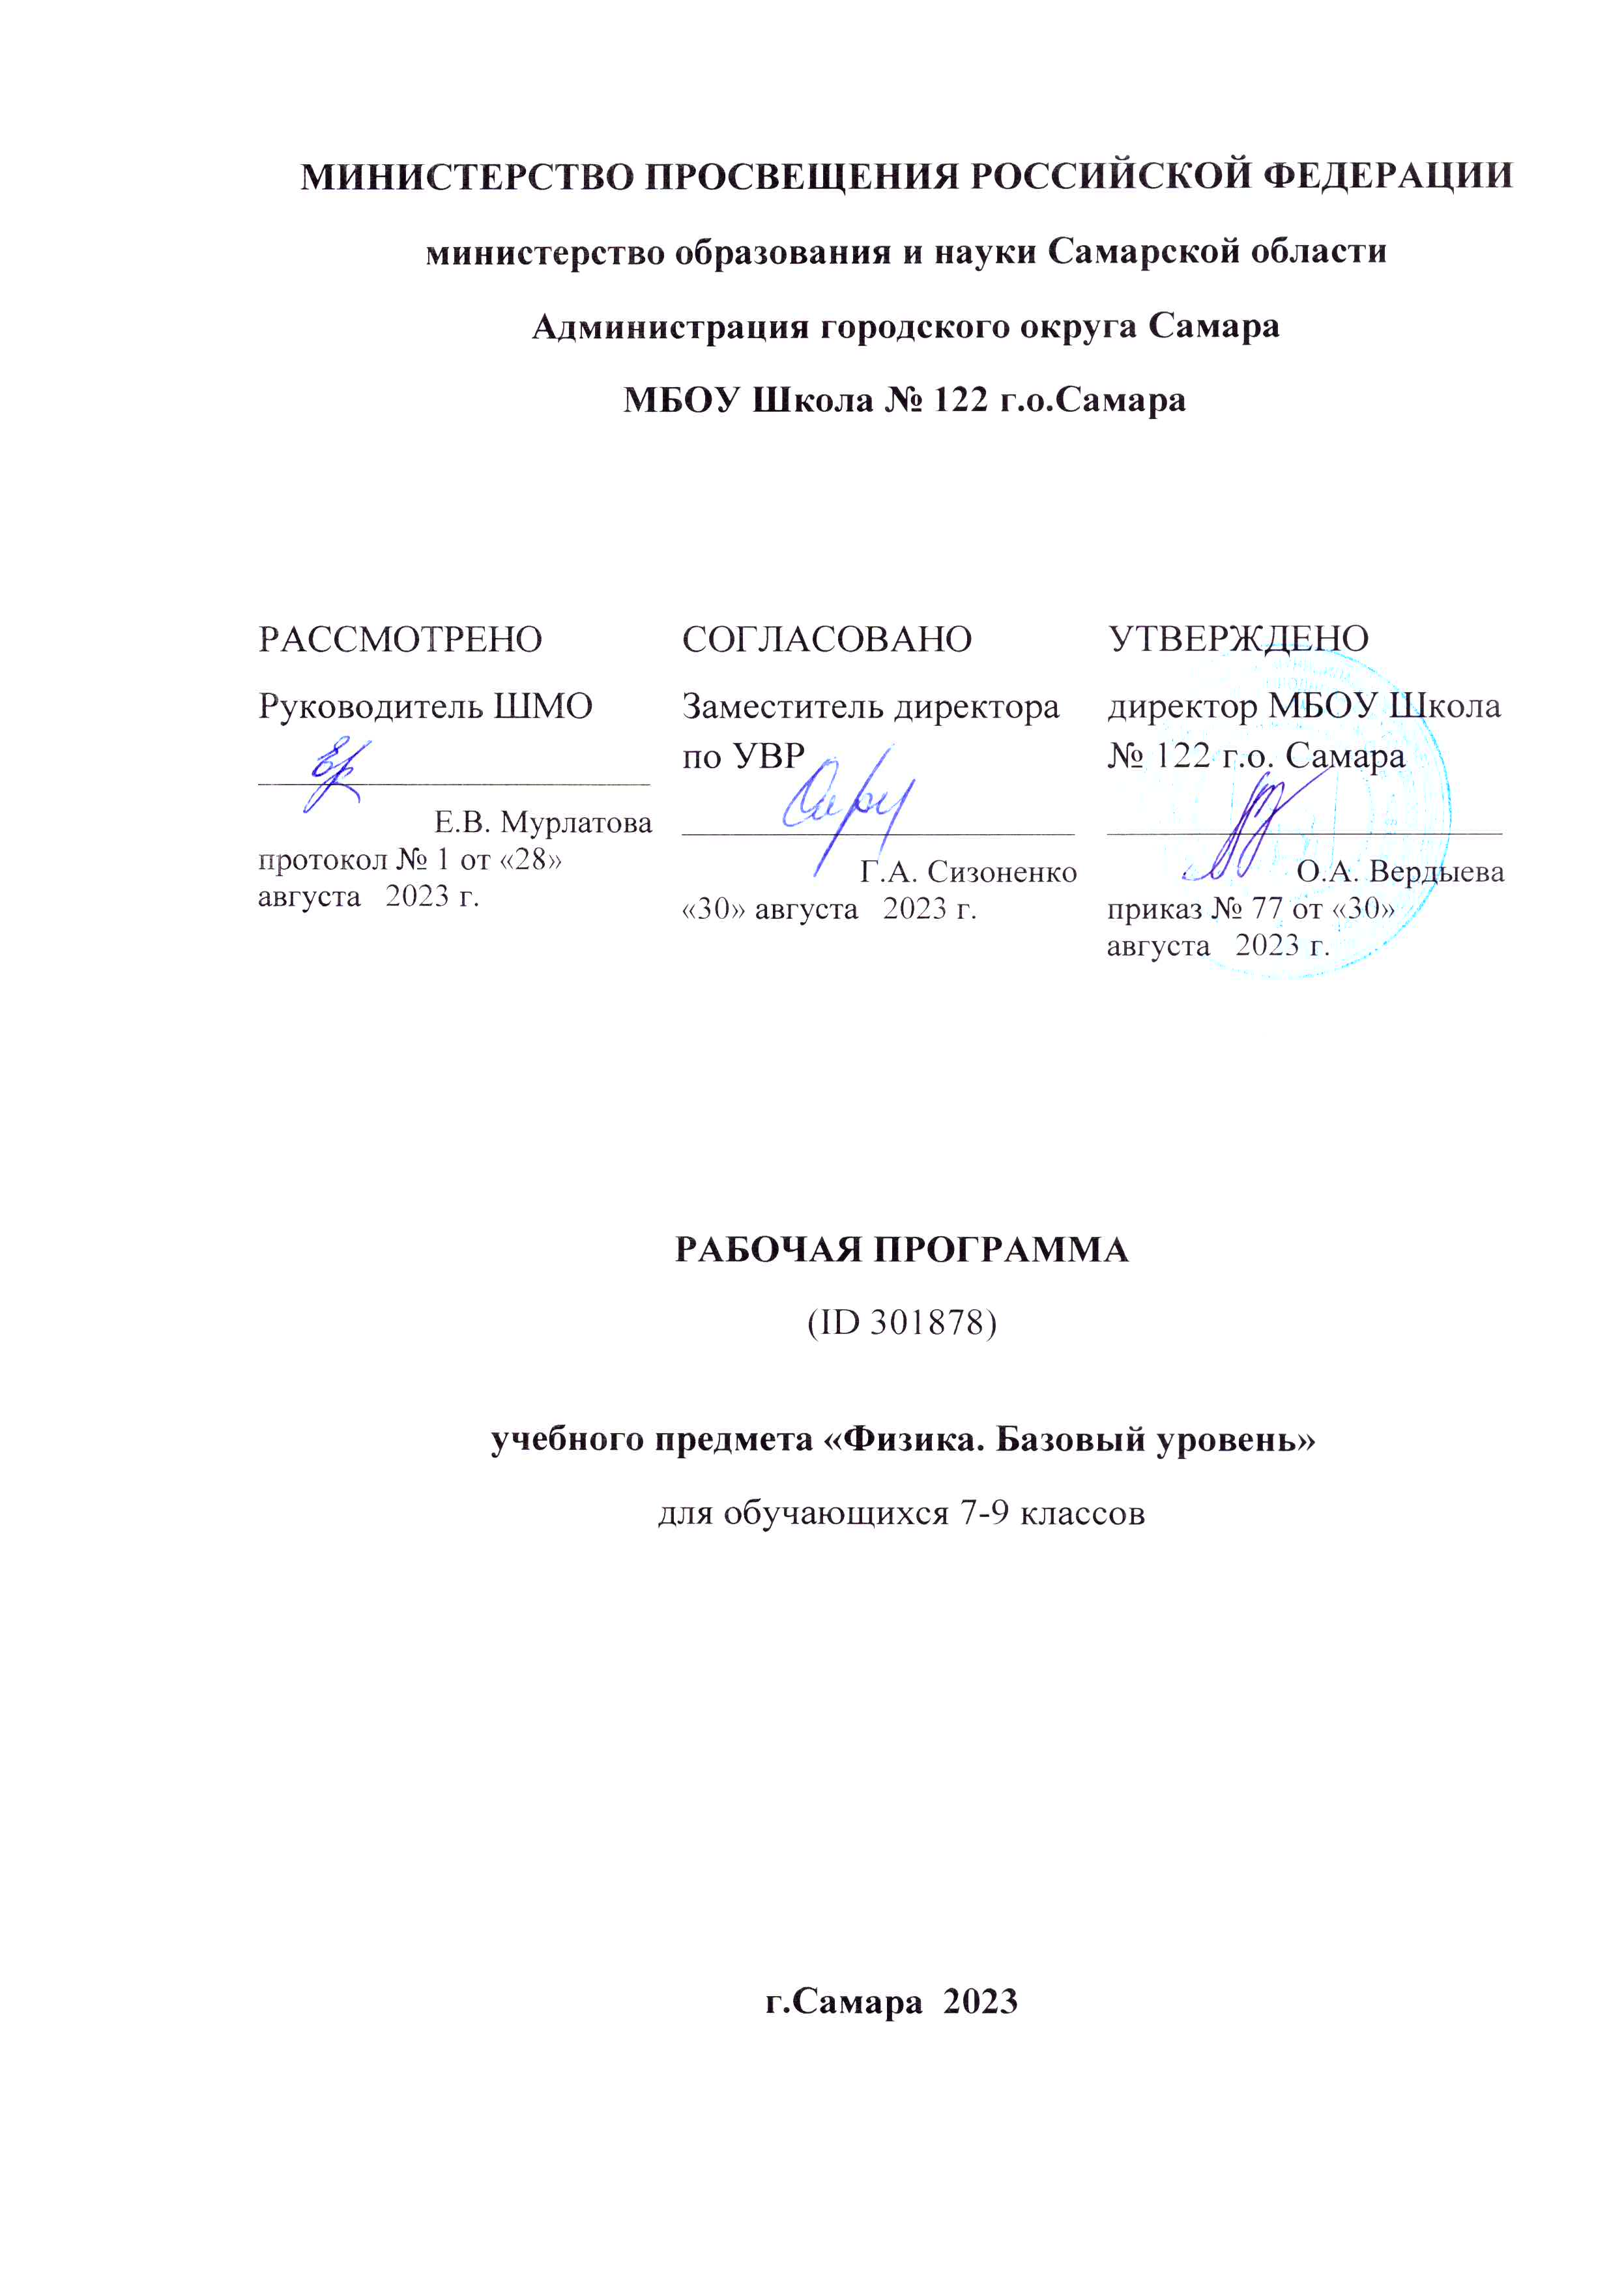 МИНИСТЕРСТВО ПРОСВЕЩЕНИЯ РОССИЙСКОЙ ФЕДЕРАЦИИ
министерство образования и науки Самарской области
Администрация городского округа Самара
МБОУ Школа № 122 г.о.Самара
РАССМОТРЕНО
Руководитель ШМО
Е.В. Мурлатова
протокол № 1 от «28»
августа 2023 г.
СОГЛАСОВАНО
Заместитель директора
по УВР
Г.А. Сизоненко
«30» августа 2023 г.
УТВЕРЖДЕНО
директор МБОУ Школа
№ 122 г.о. Самара
О.А. Вердыева
приказ № 77 от «30»
августа 2023 г.
РАБОЧАЯ ПРОГРАММА
(ID 301878)
учебного предмета «Физика. Базовый уровень»
для обучающихся 7-9 классов
г.Самара 2023